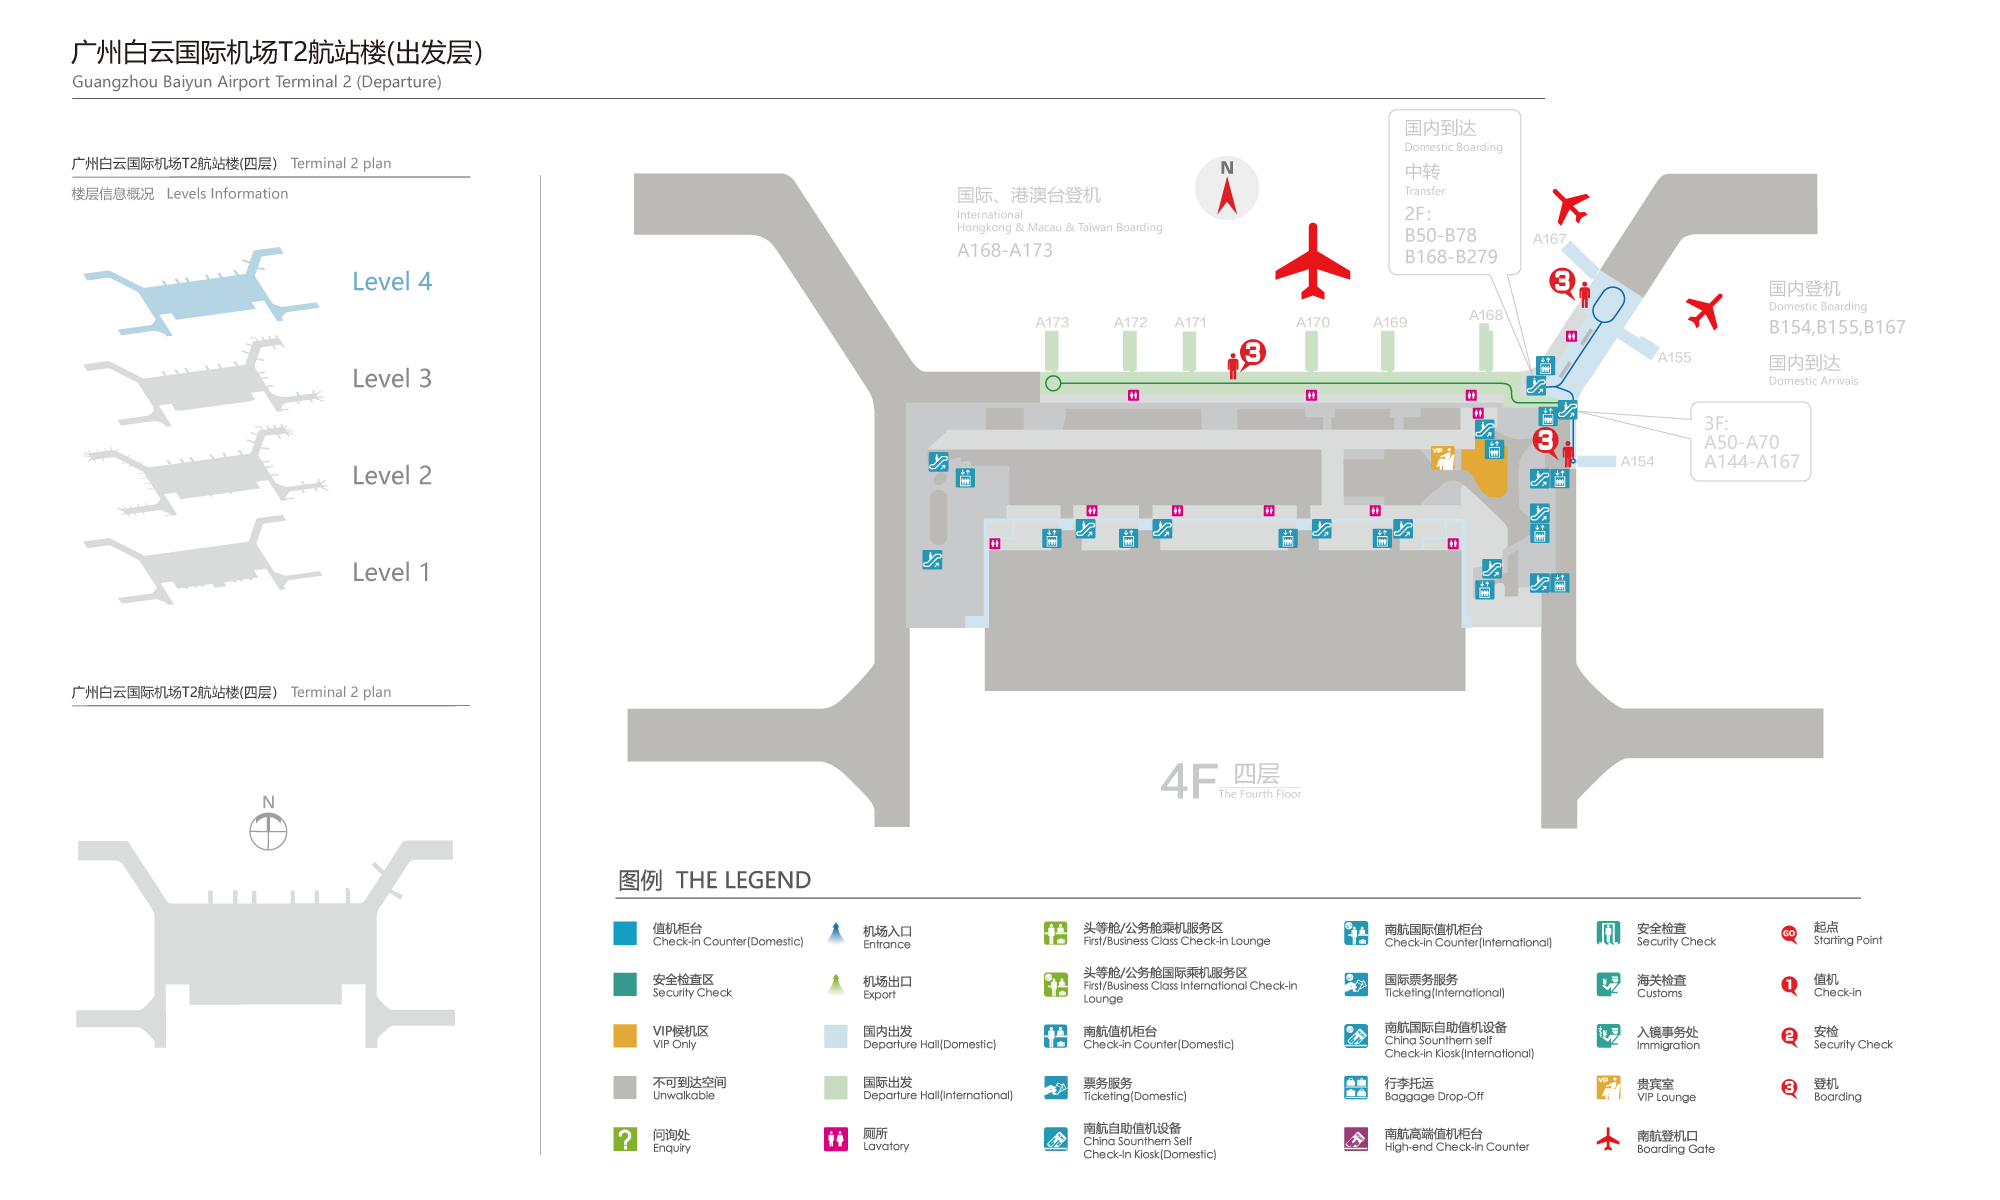 广州白云国际机场T2航站楼(出发层)
Guangzhou Baiyun Airport Terminal 2 (Departure)
广州白云国际机场T2航站楼(四层) Terminal 2 plan
楼层信息概况 Levels Information
Level 4
Level 3
Level 2
Level 1
广州白云国际机场T2航站楼(四层) Terminal 2 plan
N
国际、港澳台登机
International
Hongkong & Macau & Taiwan Boarding
A168-A173
N
国内到达
Domestic Boarding
中转
Transfer
2F:
B50-B78
B168-B279
A167
3
国内登机
Domestic Boarding
B154,B155,B167
国内到达
Domestic Arrivals
A155
A173
A172
A171
3
A170
A169
A168
3F:
A50-A70
A144-A167
3
A154
VIP
4F 四层
The Fourth Floor
图例 THE LEGEND
值机柜台
Check-in Counter(Domestic)
安全检查区
Security Check
VIP候机区
VIP Only
不可到达空间
Unwalkable
?
问询处
Enquiry
机场入口
Entrance
机场出口
Export
国内出发
Departure Hall(Domestic)
国际出发
Departure Hall(International)
厕所
Lavatory
头等舱/公务舱乘机服务区
First/Business Class Check-in Lounge
头等舱/公务舱国际乘机服务区
First/Business Class International Check-in
Lounge
南航值机柜台
Check-in Counter(Domestic)
票务服务
Ticketing(Domestic)
南航自助值机设备
China Sounthern Self
Check-In Kiosk(Domestic)
南航国际值机柜台
Check-in Counter(International)
国际票务服务
Ticketing(International)
南航国际自助值机设备
China Sounthern self
Check-in Kiosk(International)
行李托运
Baggage Drop-Off
南航高端值机柜台
High-end Check-in Counter
安全检查
Security Check
海关检查
Customs
入镜事务处
Immigration
VIP
贵宾室
VIP Lounge
南航登机口
Boarding Gate
GO
起点
Starting Point
1
值机
Check-in
2
安检
Security Check
3
登机
Boarding